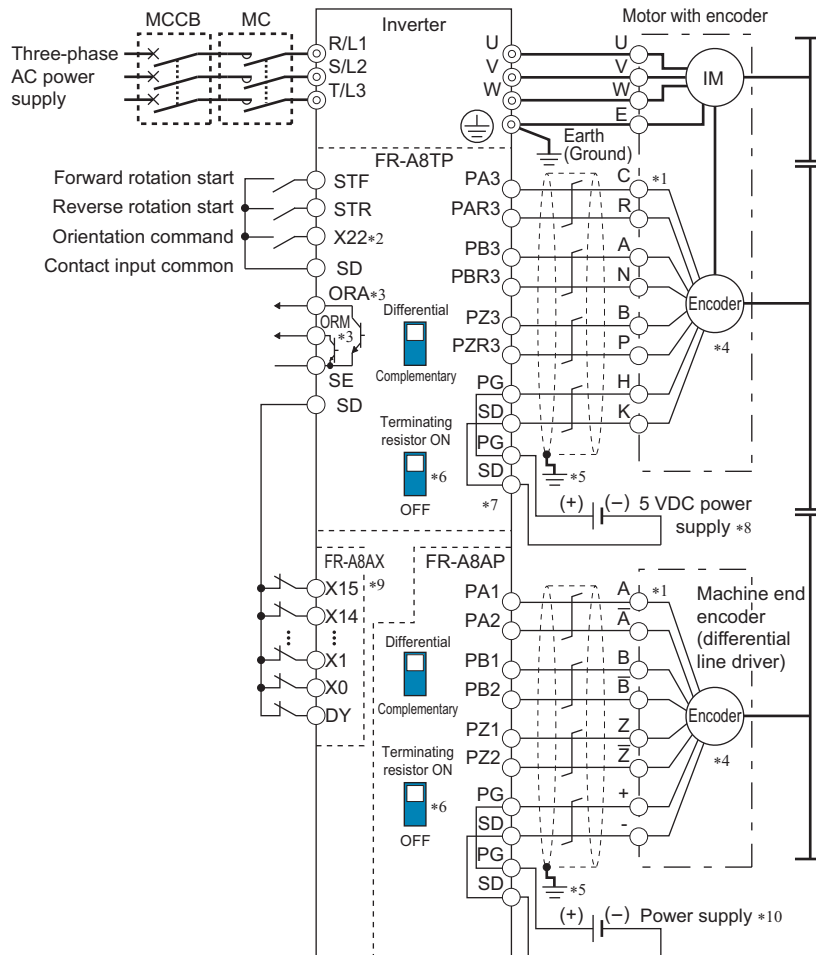 MCCB MC
Three-phase
AC power
supply
R/L1
S/L2
T/L3
Inverter
U
V
W
Motor with encoder
U
V
W
E
IM
Earth
(Ground)
FR-A8TP
Forward rotation start
Reverse rotation start
Orientation command
Contact input common
STF
STR
X22*2
SD
ORA*3
ORM
*3
SE
SD
Differential
Complementary
Terminating
resistor ON
*6
OFF
PA3
PAR3
PB3
PBR3
PZ3
PZR3
PG
SD
PG
SD
*7
C *1
R
A
N
B
P
H
K
Encoder
*4
*5
(+) (−) 5 VDC power
supply *8
FR-A8AX
*9
X15
X14
X1
X0
DY
FR-A8AP
Differential
Complementary
Terminating
resistor ON
*6
OFF
PA1
PA2
PB1
PB2
PZ1
PZ2
PG
SD
PG
SD
A *1
A̅
B
B̅
Z
Z̅
+
-
Machine end
encoder
(differential
line driver)
Encoder
*4
*5
(+) (−) Power supply *10